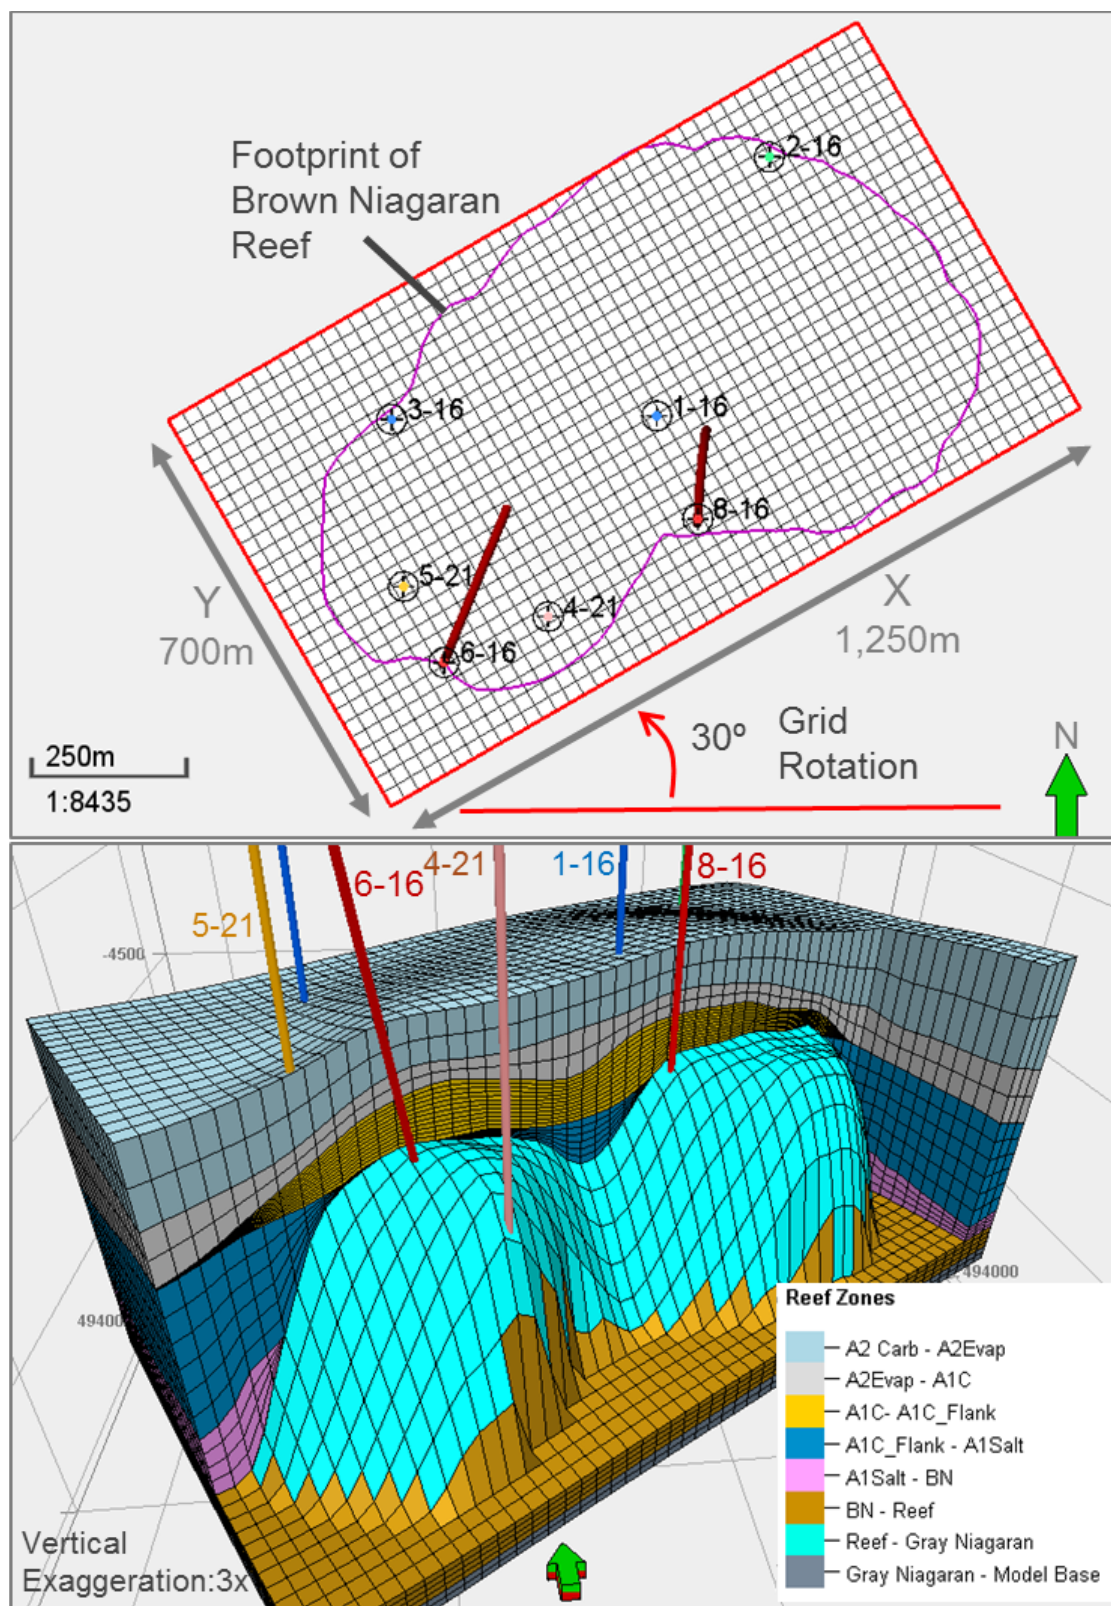 Footprint of
Brown Niagaran
Reef
2-16
3-16
1-16
8-16
5-21
4-21
6-16
Y
700m
X
1,250m
30º
Grid
Rotation
N
250m
1:8435
5-21
6-16
4-21
1-16
8-16
-4500
494000
494000
Reef Zones
A2 Carb - A2Evap
A2Evap - A1C
A1C- A1C_Flank
A1C_Flank - A1Salt
A1Salt - BN
BN - Reef
Reef - Gray Niagaran
Gray Niagaran - Model Base
Vertical
Exaggeration:3x